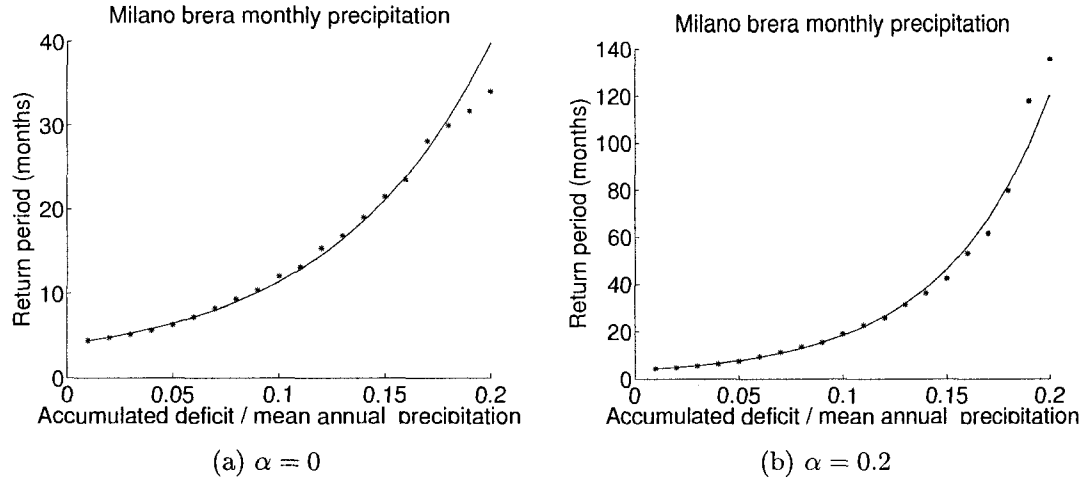 Milano brera monthly precipitation
40
30
20
10
0
Return period (months)
0 0.05 0.1 0.15 0.2
Accumulated deficit / mean annual precipitation
(a) α = 0
Milano brera monthly precipitation
140
120
100
80
60
40
20
0
Return period (months)
0 0.05 0.1 0.15 0.2
Accumulated deficit / mean annual precipitation
(b) α = 0.2